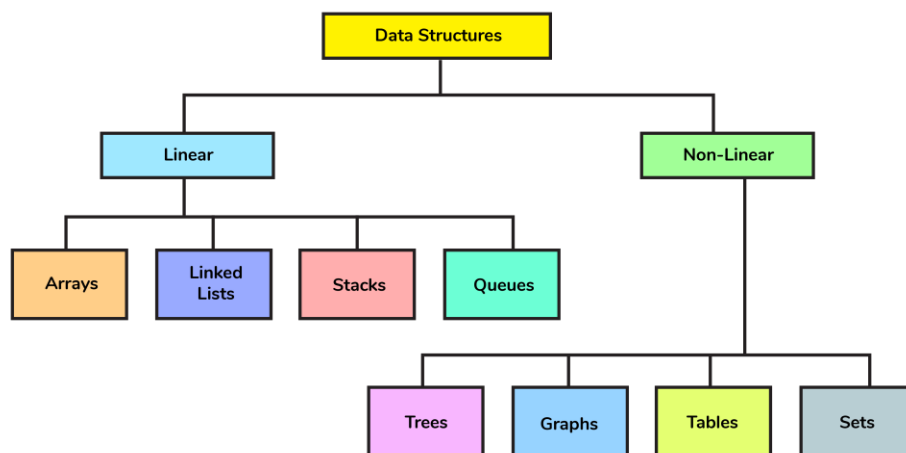 Data Structures
Linear
Non-Linear
Arrays
Linked
Lists
Stacks
Queues
Trees
Graphs
Tables
Sets